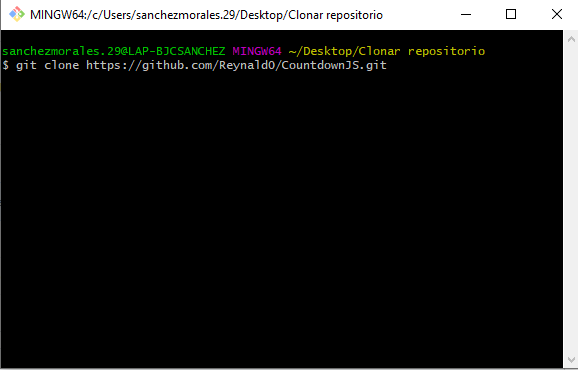 MINGW64:/c/Users/sanchezmorales.29/Desktop/Clonar repositorio
sanchezmorales.29@LAP-BJCSANCHEZ MINGW64 ~/Desktop/Clonar repositorio
$ git clone https://github.com/ReynaldO/CountdownJS.git